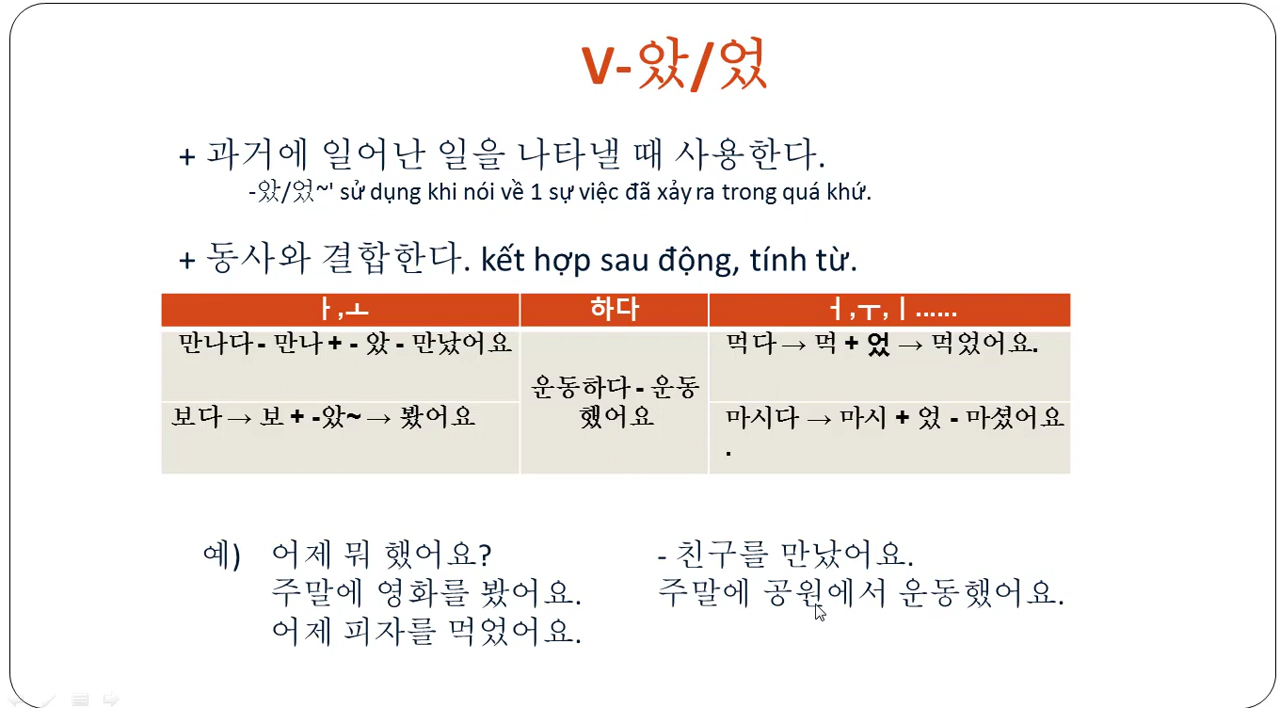 V-았/었
+ 과거에 일어난 일을 나타낼 때 사용한다.
-았/었~' sử dụng khi nói về 1 sự việc đã xảy ra trong quá khứ.
+ 동사와 결합한다. kết hợp sau động, tính từ.
ㅏ,ㅗ
하다
ㅓ,ㅜ,ㅣ......
만나다 - 만나 + - 았 - 만났어요
운동하다 - 운동
했어요
먹다 → 먹 + 었 → 먹었어요.
보다 → 보 + -았~ → 봤어요
마시다 → 마시 + 었 - 마셨어요
.
예) 어제 뭐 했어요?
- 친구를 만났어요.
주말에 영화를 봤어요.
주말에 공원에서 운동했어요.
어제 피자를 먹었어요.